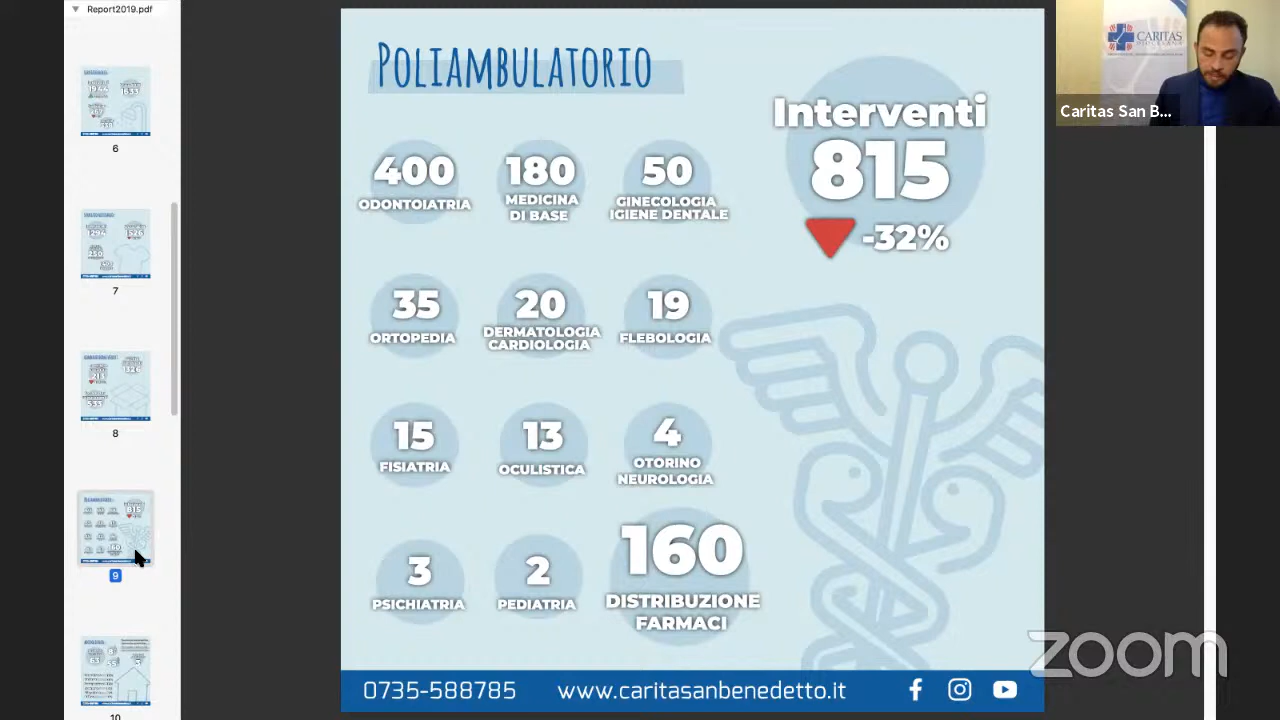 Report2019.pdf
6
7
8
9
10
POLIAMBULATORIO
Interventi
815
-32%
400
ODONTOIATRIA
180
MEDICINA
DI BASE
50
GINECOLOGIA
IGIENE DENTALE
35
ORTOPEDIA
20
DERMATOLOGIA
CARDIOLOGIA
19
FLEBOLOGIA
15
FISIATRIA
13
OCULISTICA
4
OTORINO
NEUROLOGIA
3
PSICHIATRIA
2
PEDIATRIA
160
DISTRIBUZIONE
FARMACI
0735-588785
www.caritasanbenedetto.it
CARITAS
Caritas San B...
zoom